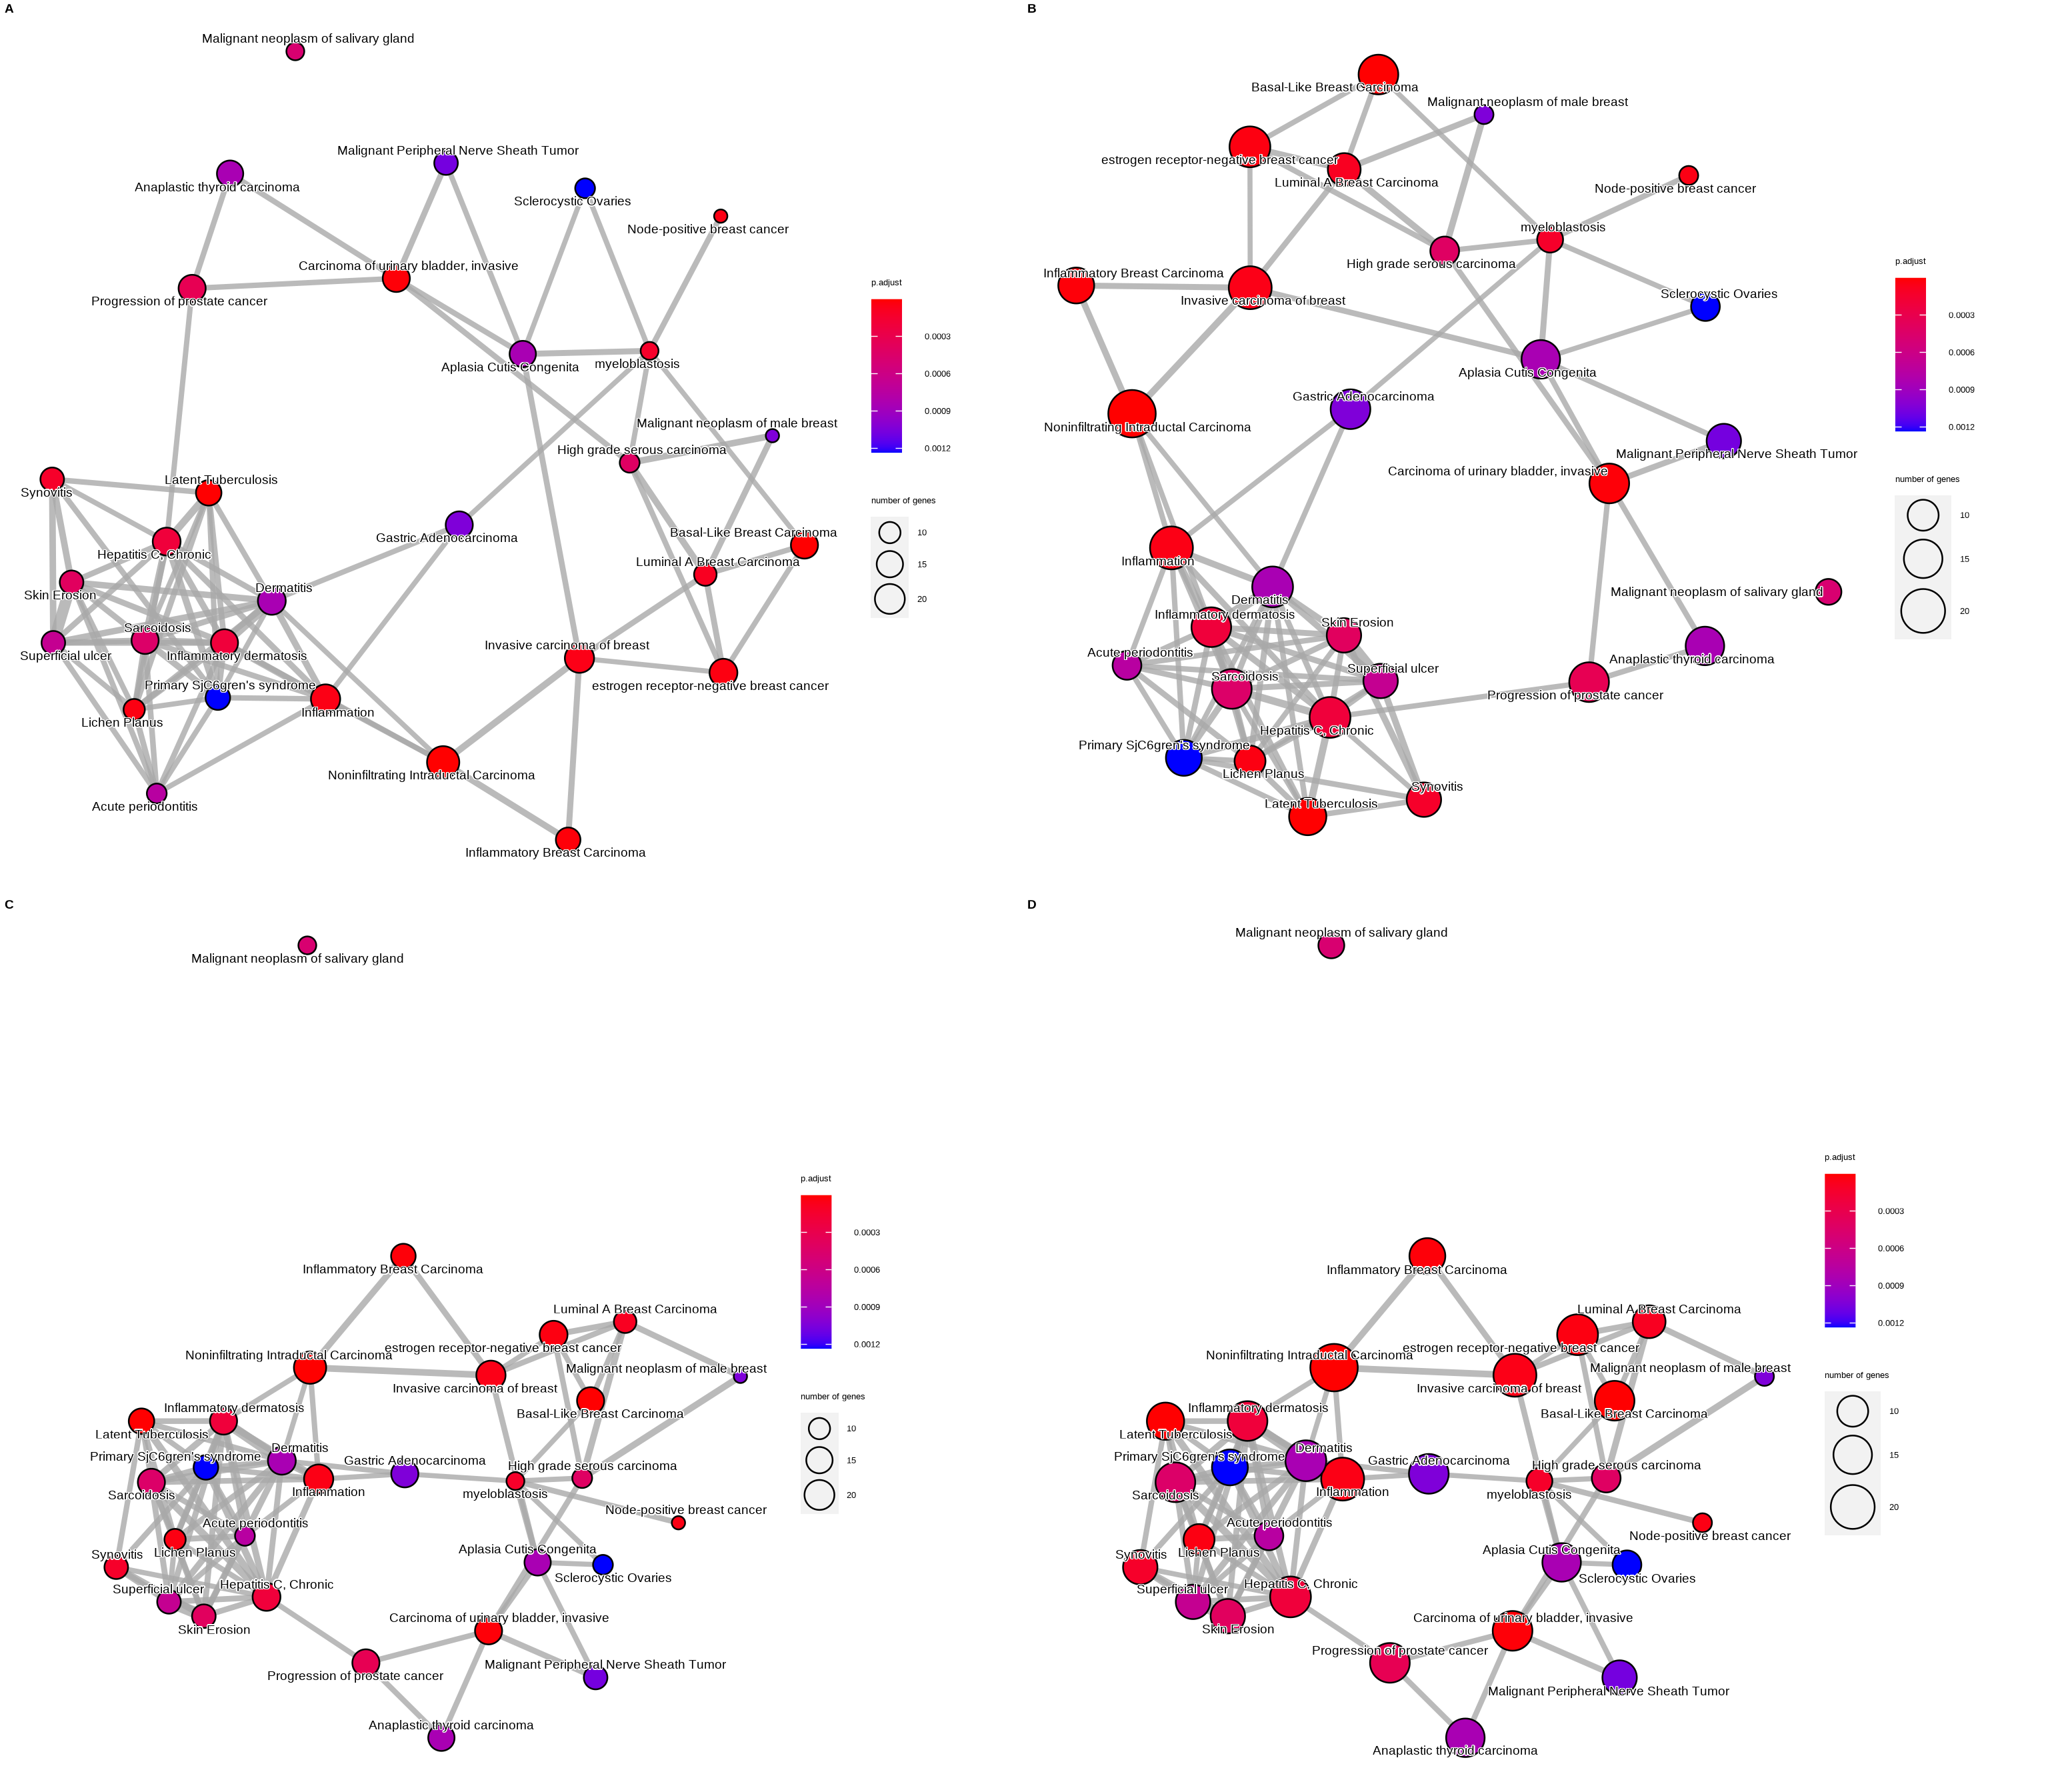 A
Malignant neoplasm of salivary gland
Malignant Peripheral Nerve Sheath Tumor
Anaplastic thyroid carcinoma
Sclerocystic Ovaries
Node-positive breast cancer
Carcinoma of urinary bladder, invasive
Progression of prostate cancer
Aplasia Cutis Congenita
myeloblastosis
Malignant neoplasm of male breast
High grade serous carcinoma
Latent Tuberculosis
Synovitis
Basal-Like Breast Carcinoma
Gastric Adenocarcinoma
Hepatitis C, Chronic
Luminal A Breast Carcinoma
Dermatitis
Skin Erosion
Sarcoidosis
Superficial ulcer
Inflammatory dermatosis
Invasive carcinoma of breast
Primary SjC6gren's syndrome
estrogen receptor-negative breast cancer
Inflammation
Lichen Planus
Noninfiltrating Intraductal Carcinoma
Acute periodontitis
Inflammatory Breast Carcinoma
p.adjust
0.0003
0.0006
0.0009
0.0012
number of genes
10
15
20
B
Basal-Like Breast Carcinoma
Malignant neoplasm of male breast
estrogen receptor-negative breast cancer
Luminal A Breast Carcinoma
Node-positive breast cancer
myeloblastosis
High grade serous carcinoma
Inflammatory Breast Carcinoma
Sclerocystic Ovaries
Invasive carcinoma of breast
Aplasia Cutis Congenita
Gastric Adenocarcinoma
Noninfiltrating Intraductal Carcinoma
Malignant Peripheral Nerve Sheath Tumor
Carcinoma of urinary bladder, invasive
Inflammation
Malignant neoplasm of salivary gland
Dermatitis
Inflammatory dermatosis
Skin Erosion
Acute periodontitis
Anaplastic thyroid carcinoma
Superficial ulcer
Sarcoidosis
Progression of prostate cancer
Hepatitis C, Chronic
Primary SjC6gren's syndrome
Lichen Planus
Synovitis
Latent Tuberculosis
p.adjust
0.0003
0.0006
0.0009
0.0012
number of genes
10
15
20
C
Malignant neoplasm of salivary gland
Inflammatory Breast Carcinoma
Luminal A Breast Carcinoma
estrogen receptor-negative breast cancer
Noninfiltrating Intraductal Carcinoma
Malignant neoplasm of male breast
Invasive carcinoma of breast
Inflammatory dermatosis
Basal-Like Breast Carcinoma
Latent Tuberculosis
Dermatitis
Primary SjC6gren's syndrome
Gastric Adenocarcinoma
High grade serous carcinoma
Inflammation
myeloblastosis
Sarcoidosis
Node-positive breast cancer
Acute periodontitis
Aplasia Cutis Congenita
Lichen Planus
Synovitis
Sclerocystic Ovaries
Hepatitis C, Chronic
Superficial ulcer
Carcinoma of urinary bladder, invasive
Skin Erosion
Malignant Peripheral Nerve Sheath Tumor
Progression of prostate cancer
Anaplastic thyroid carcinoma
p.adjust
0.0003
0.0006
0.0009
0.0012
number of genes
10
15
20
D
Malignant neoplasm of salivary gland
Inflammatory Breast Carcinoma
Luminal A Breast Carcinoma
estrogen receptor-negative breast cancer
Noninfiltrating Intraductal Carcinoma
Malignant neoplasm of male breast
Invasive carcinoma of breast
Inflammatory dermatosis
Basal-Like Breast Carcinoma
Latent Tuberculosis
Dermatitis
Primary SjC6gren's syndrome
Gastric Adenocarcinoma
High grade serous carcinoma
Inflammation
myeloblastosis
Sarcoidosis
Acute periodontitis
Node-positive breast cancer
Aplasia Cutis Congenita
Lichen Planus
Synovitis
Sclerocystic Ovaries
Hepatitis C, Chronic
Superficial ulcer
Carcinoma of urinary bladder, invasive
Skin Erosion
Progression of prostate cancer
Malignant Peripheral Nerve Sheath Tumor
Anaplastic thyroid carcinoma
p.adjust
0.0003
0.0006
0.0009
0.0012
number of genes
10
15
20